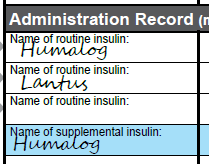 Administration Record
Name of routine insulin:
Humalog
Name of routine insulin:
Lantus
Name of routine insulin:
Name of supplemental insulin:
Humalog